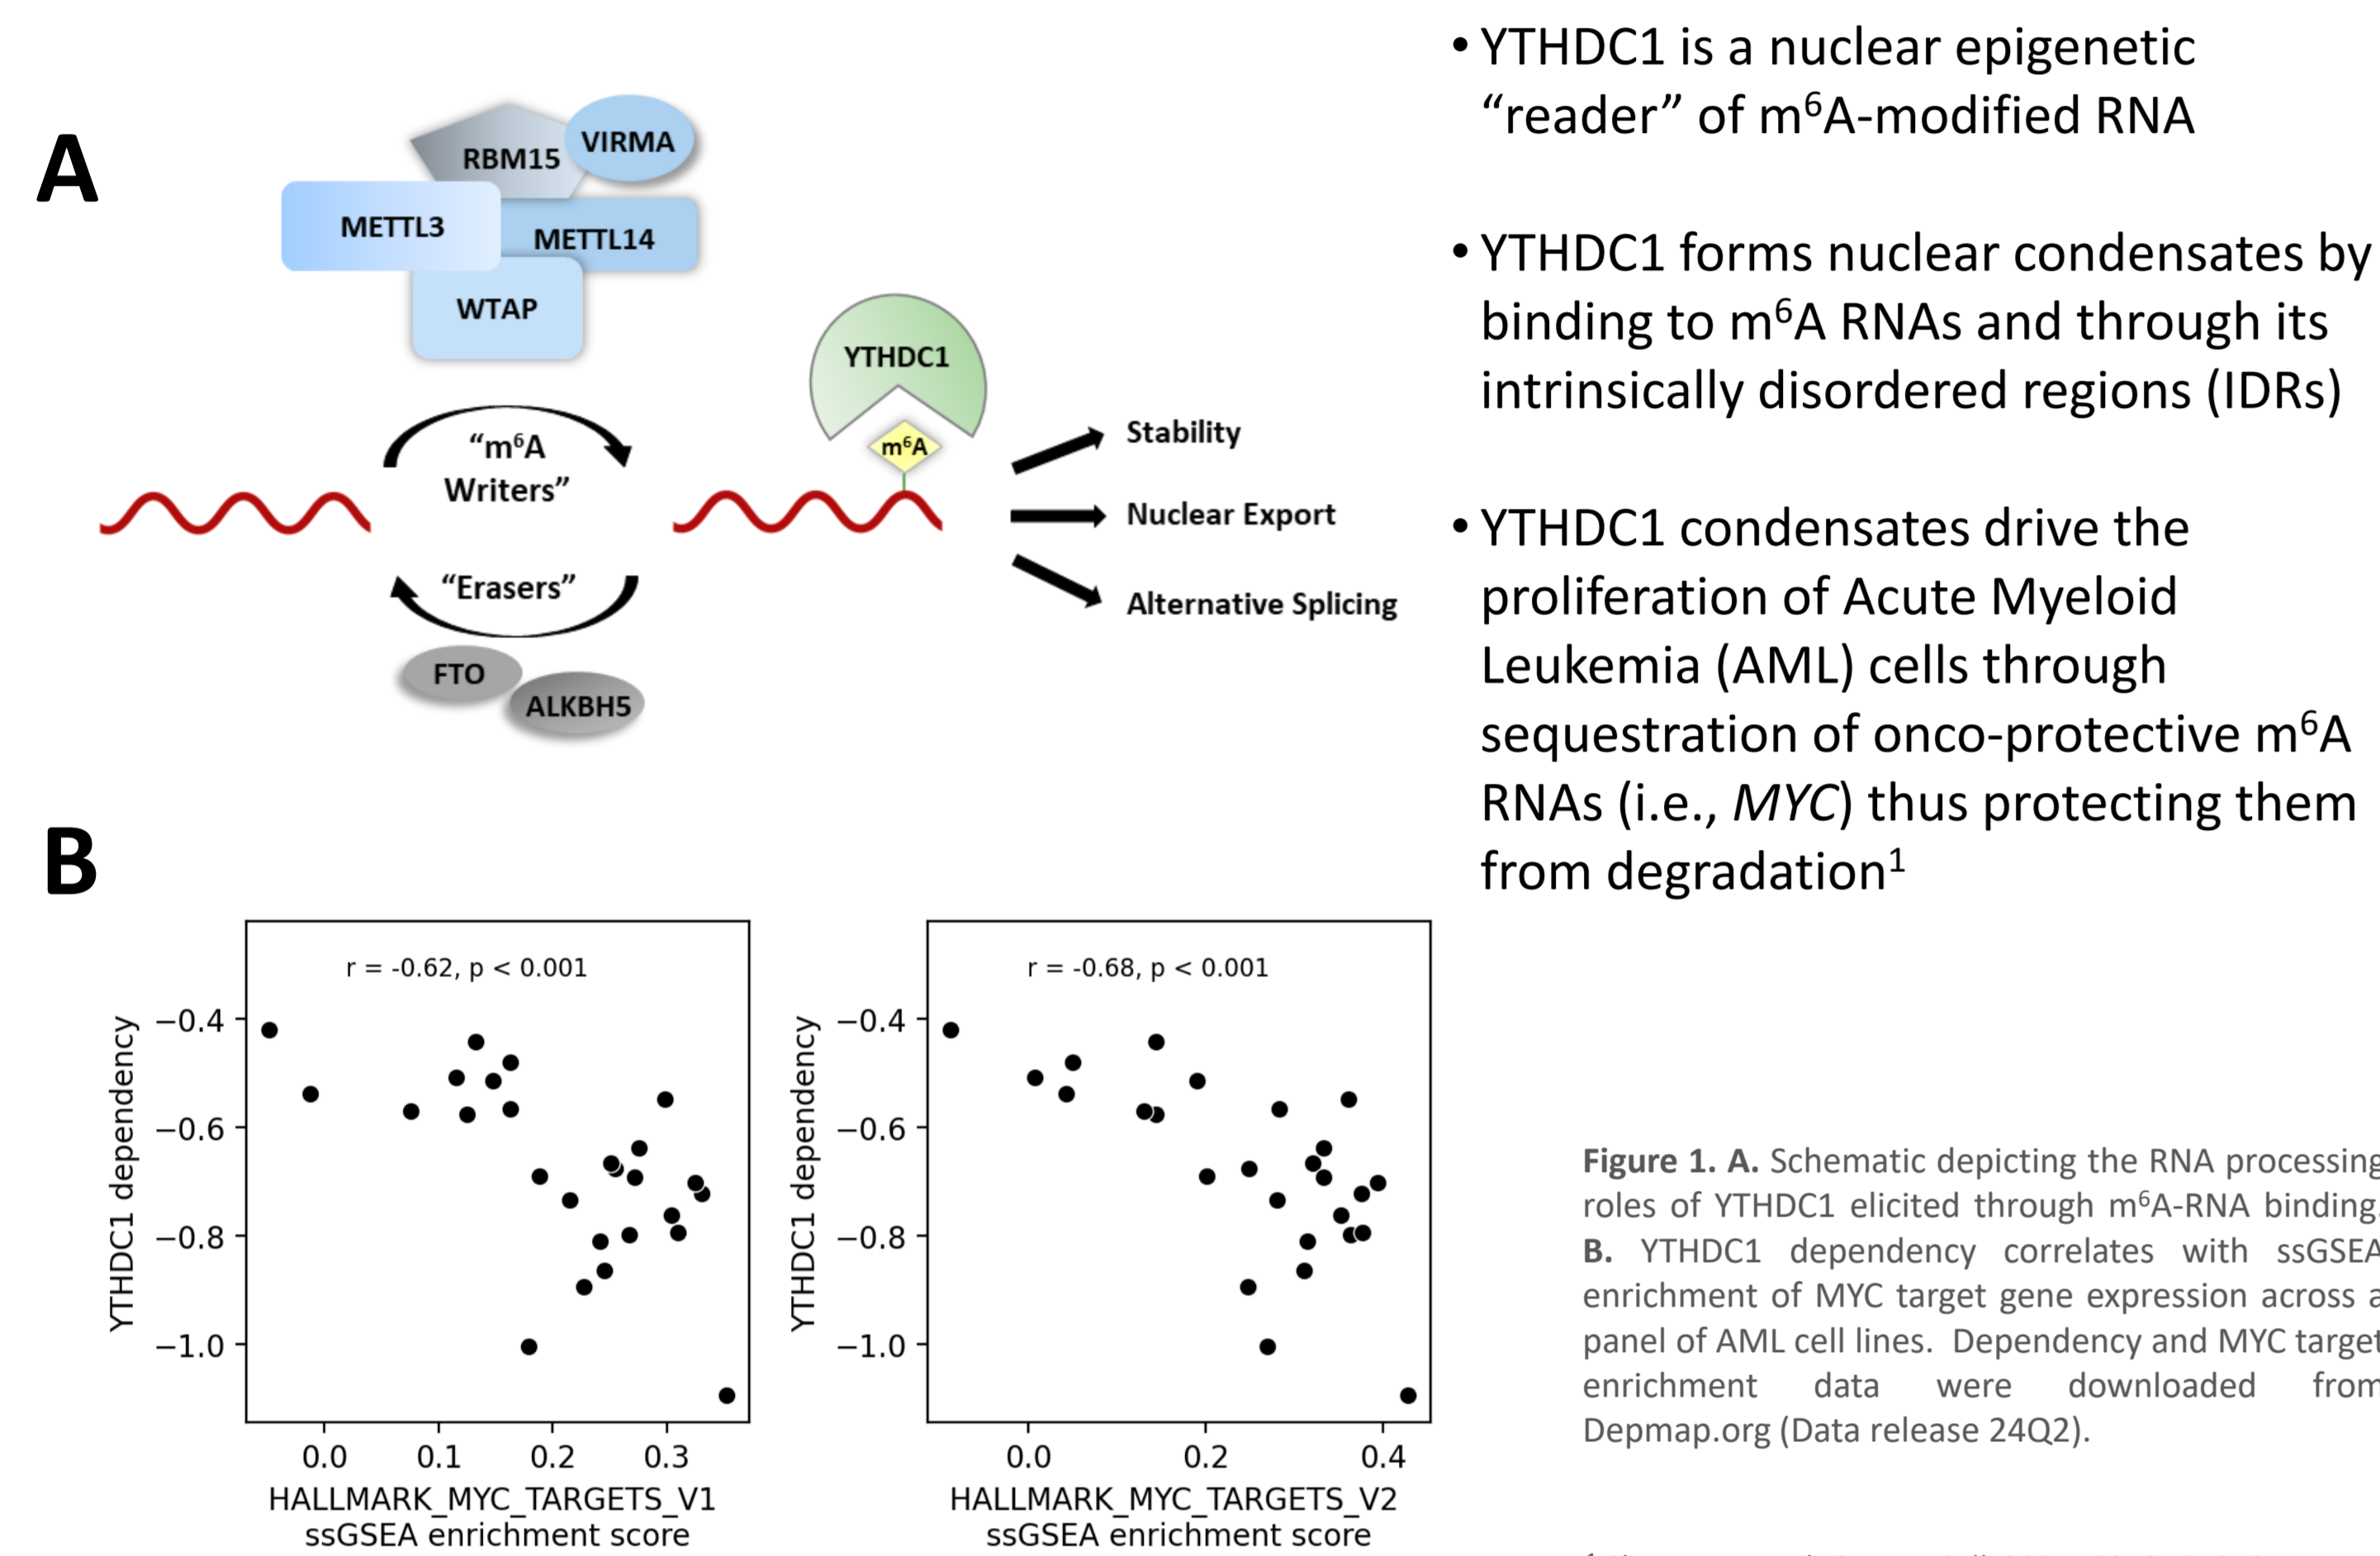 A
RBM15
VIRMA
METTL3
METTL14
WTAP
“m⁶A
Writers”
“Erasers”
FTO
ALKBH5
YTHDC1
m⁶A
Stability
Nuclear Export
Alternative Splicing
• YTHDC1 is a nuclear epigenetic
“reader” of m⁶A-modified RNA
• YTHDC1 forms nuclear condensates by
binding to m⁶A RNAs and through its
intrinsically disordered regions (IDRs)
• YTHDC1 condensates drive the
proliferation of Acute Myeloid
Leukemia (AML) cells through
sequestration of onco-protective m⁶A
RNAs (i.e., MYC) thus protecting them
from degradation¹
B
r = -0.62, p < 0.001
YTHDC1 dependency
−0.4
−0.6
−0.8
−1.0
0.0 0.1 0.2 0.3
HALLMARK_MYC_TARGETS_V1
ssGSEA enrichment score
r = -0.68, p < 0.001
YTHDC1 dependency
−0.4
−0.6
−0.8
−1.0
0.0 0.2 0.4
HALLMARK_MYC_TARGETS_V2
ssGSEA enrichment score
Figure 1. A. Schematic depicting the RNA processing
roles of YTHDC1 elicited through m⁶A-RNA binding.
B. YTHDC1 dependency correlates with ssGSEA
enrichment of MYC target gene expression across a
panel of AML cell lines. Dependency and MYC target
enrichment data were downloaded from
Depmap.org (Data release 24Q2).